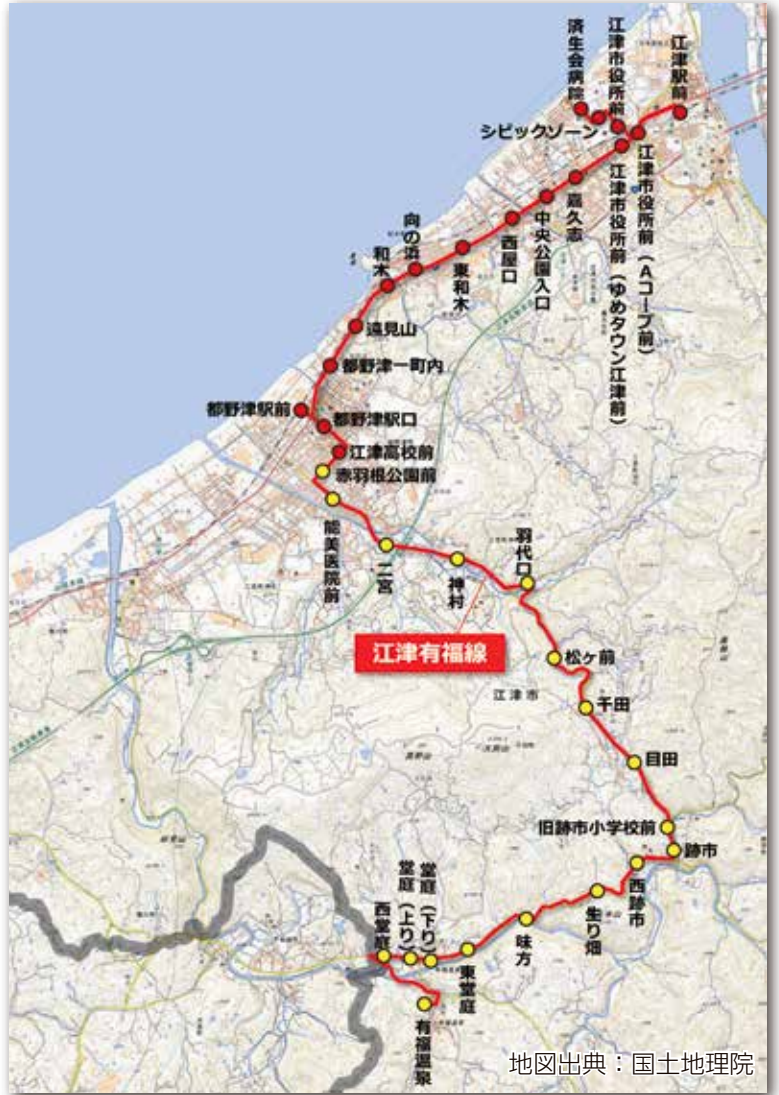 済生会病院
シビックゾーン
江津市役所前
江津駅前
江津市役所前（Aコープ前）
江津市役所前（ゆめタウン江津前）
嘉久志
中央公園入口
西屋口
東和木
向の浜
和木
遠見山
都野津一町内
都野津駅前
都野津駅口
江津高校前
赤羽根公園前
能美医院前
二宮
神村
羽代口
江津有福線
松ヶ前
江津市
千田
目田
旧跡市小学校前
跡市
西跡市
生り畑
味方
東堂庭
堂庭（下り）
堂庭（上り）
西堂庭
有福温泉
地図出典：国土地理院